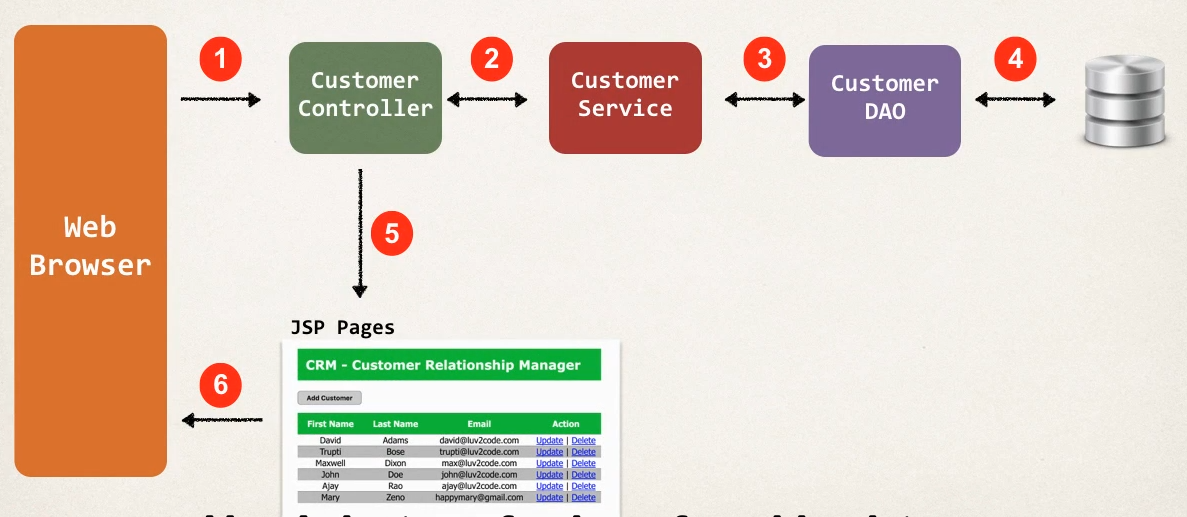 1
2
3
4
Customer
Controller
Customer
Service
Customer
DAO
Web
Browser
5
JSP Pages
CRM - Customer Relationship Manager
6
Add Customer
First Name Last Name Email Action
David Adams david@luv2code.com Update | Delete
Trupti Bose trupti@luv2code.com Update | Delete
Maxwell Dixon max@luv2code.com Update | Delete
John Doe john@luv2code.com Update | Delete
Ajay Rao ajay@luv2code.com Update | Delete
Mary Zeno happymary@gmail.com Update | Delete